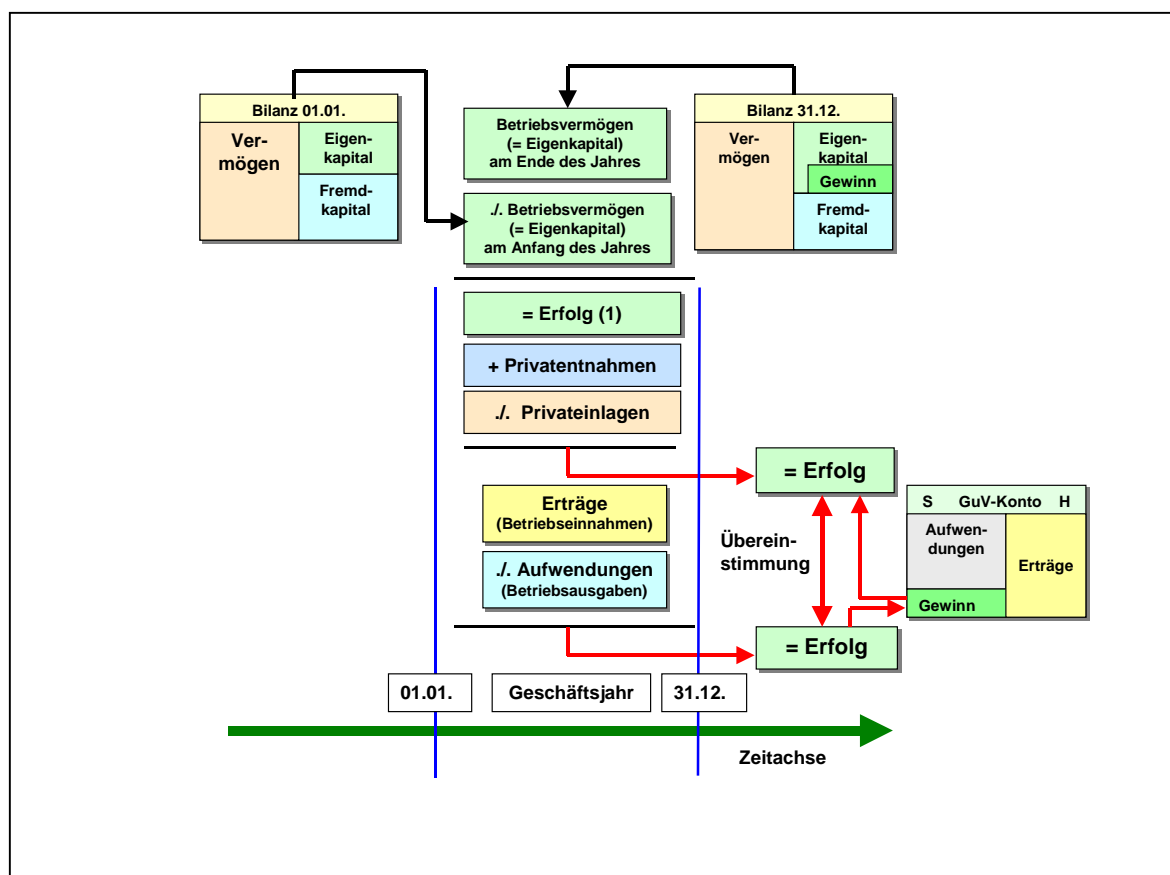 Bilanz 01.01.
Ver-
mögen
Eigen-
kapital
Fremd-
kapital
Betriebsvermögen
(= Eigenkapital)
am Ende des Jahres
./. Betriebsvermögen
(= Eigenkapital)
am Anfang des Jahres
Bilanz 31.12.
Ver-
mögen
Eigen-
kapital
Gewinn
Fremd-
kapital
= Erfolg (1)
+ Privatentnahmen
./. Privateinlagen
= Erfolg
Erträge
(Betriebseinnahmen)
./. Aufwendungen
(Betriebsausgaben)
Überein-
stimmung
S GuV-Konto H
Aufwen-
dungen
Erträge
Gewinn
= Erfolg
01.01.
Geschäftsjahr
31.12.
Zeitachse